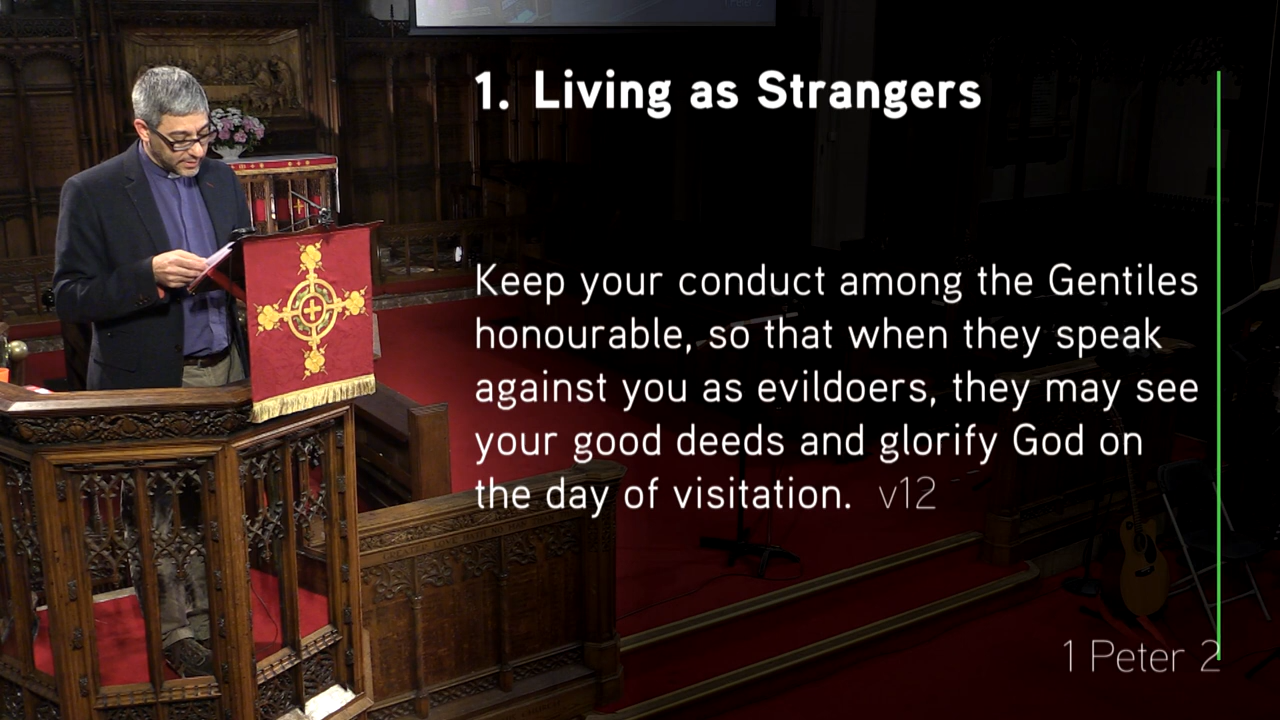 1. Living as Strangers
Keep your conduct among the Gentiles
honourable, so that when they speak
against you as evildoers, they may see
your good deeds and glorify God on
the day of visitation. v12
1 Peter 2